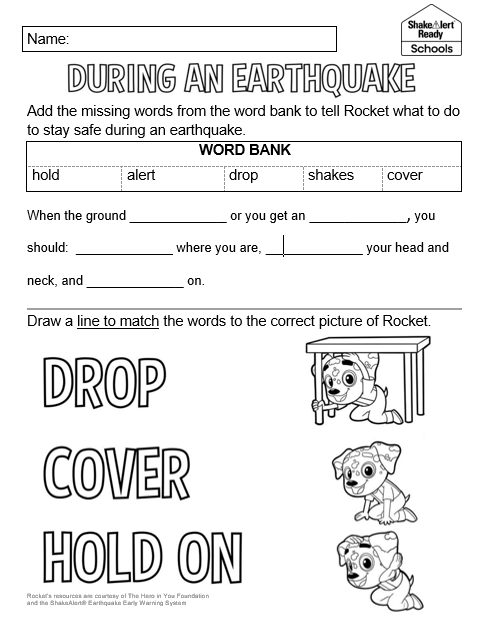 ShakeAlert
Ready
Schools
Name:
DURING AN EARTHQUAKE
Add the missing words from the word bank to tell Rocket what to do
to stay safe during an earthquake.
WORD BANK
hold alert drop shakes cover
When the ground ______________ or you get an ______________, you
should: ______________ where you are, ______________ your head and
neck, and ______________ on.
Draw a line to match the words to the correct picture of Rocket.
DROP
COVER
HOLD ON
Rocket's resources are courtesy of The Hero in You Foundation
and the ShakeAlert® Earthquake Early Warning System